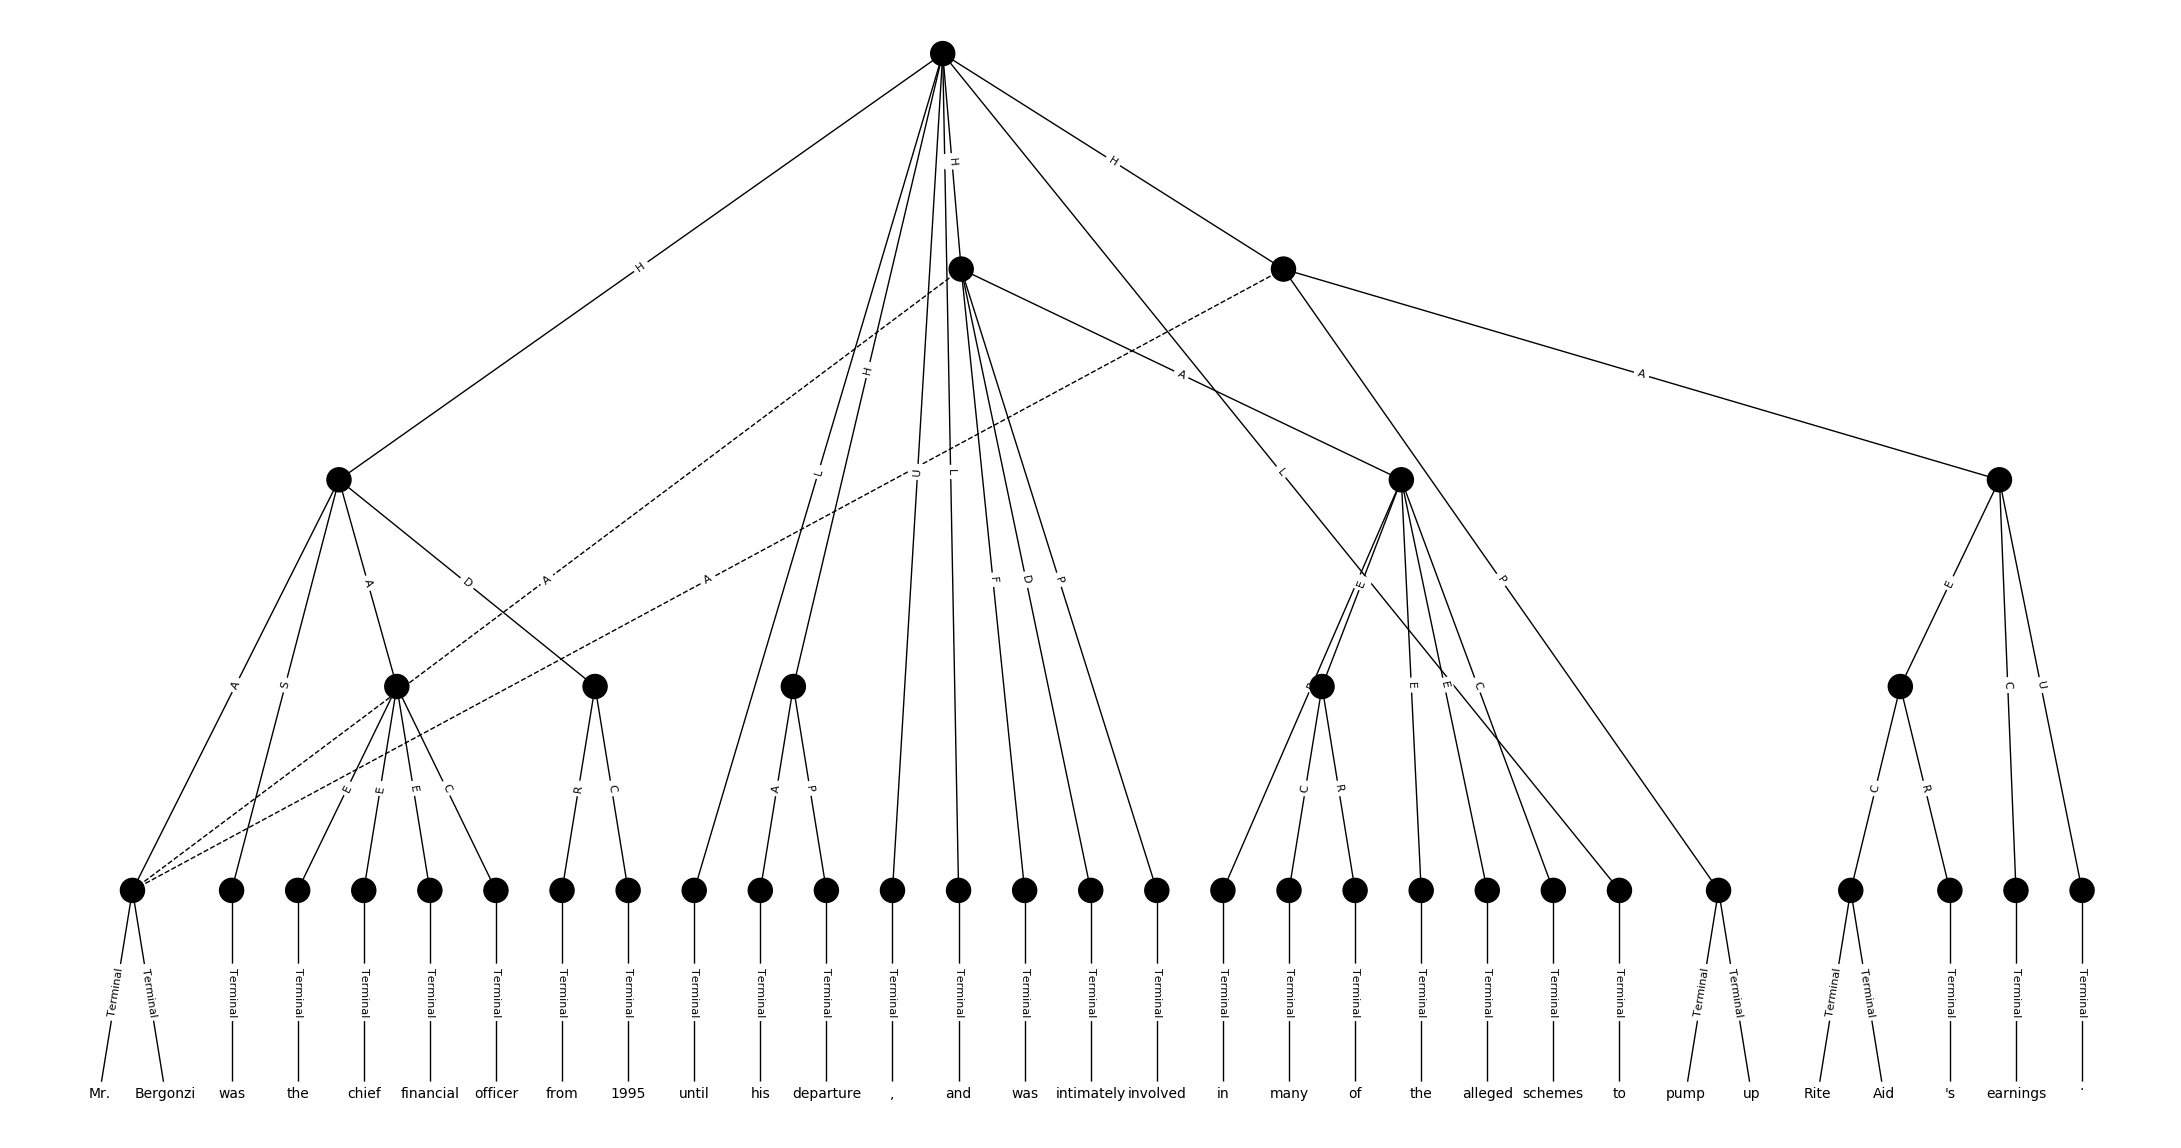 H H
H
A A
U L L
L H
A D A A F D P E P E
A S R E E C C U
E E E C R C A P C R C R
Terminal Terminal Terminal Terminal Terminal Terminal Terminal Terminal Terminal Terminal Terminal Terminal Terminal Terminal Terminal Terminal Terminal Terminal Terminal Terminal Terminal Terminal Terminal Terminal Terminal Terminal Terminal Terminal Terminal Terminal Terminal
Mr. Bergonzi was the chief financial officer from 1995 until his departure , and was intimately involved in many of the alleged schemes to pump up Rite Aid 's earnings .